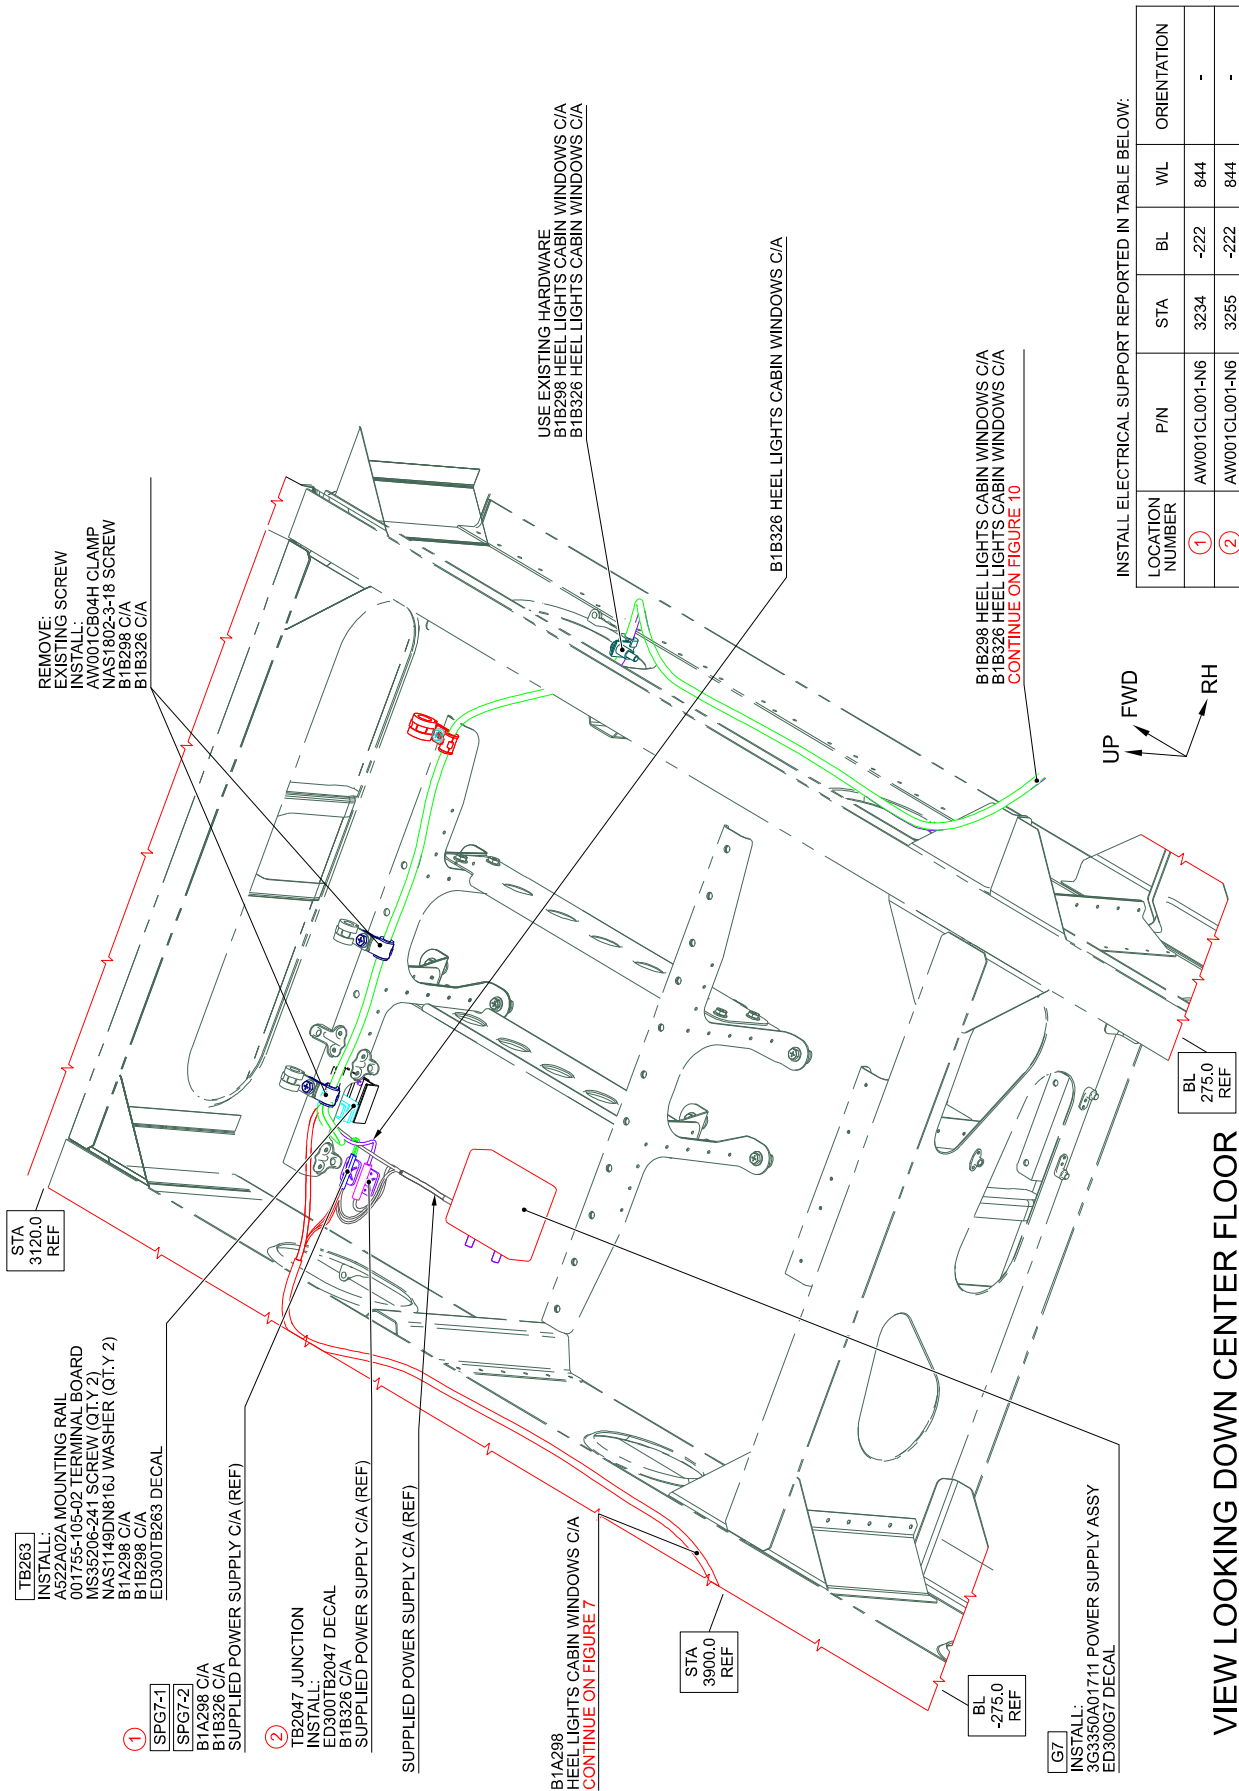 TB263
INSTALL:
A522A02A MOUNTING RAIL
001755-105-02 TERMINAL BOARD
MS35206-241 SCREW (QT.Y 2)
NAS1149DN816J WASHER (QT.Y 2)
B1A298 C/A
B1B298 C/A
ED300TB263 DECAL
1
SPG7-1
SPG7-2
B1A298 C/A
B1B326 C/A
SUPPLIED POWER SUPPLY C/A (REF)
2
TB2047 JUNCTION
INSTALL:
ED300TB2047 DECAL
B1B326 C/A
SUPPLIED POWER SUPPLY C/A (REF)
SUPPLIED POWER SUPPLY C/A (REF)
B1A298
HEEL LIGHTS CABIN WINDOWS C/A
CONTINUE ON FIGURE 7
STA
3900.0
REF
BL
-275.0
REF
G7
INSTALL:
3G3350A01711 POWER SUPPLY ASSY
ED300G7 DECAL
STA
3120.0
REF
REMOVE:
EXISTING SCREW
INSTALL:
AW001CB04H CLAMP
NAS1802-3-18 SCREW
B1B298 C/A
B1B326 C/A
USE EXISTING HARDWARE
B1B298 HEEL LIGHTS CABIN WINDOWS C/A
B1B326 HEEL LIGHTS CABIN WINDOWS C/A
B1B326 HEEL LIGHTS CABIN WINDOWS C/A
B1B298 HEEL LIGHTS CABIN WINDOWS C/A
B1B326 HEEL LIGHTS CABIN WINDOWS C/A
CONTINUE ON FIGURE 10
BL
275.0
REF
UP
FWD
RH
INSTALL ELECTRICAL SUPPORT REPORTED IN TABLE BELOW:
LOCATION NUMBER P/N STA BL WL ORIENTATION
1 AW001CL001-N6 3234 -222 844 -
2 AW001CL001-N6 3255 -222 844 -
VIEW LOOKING DOWN CENTER FLOOR